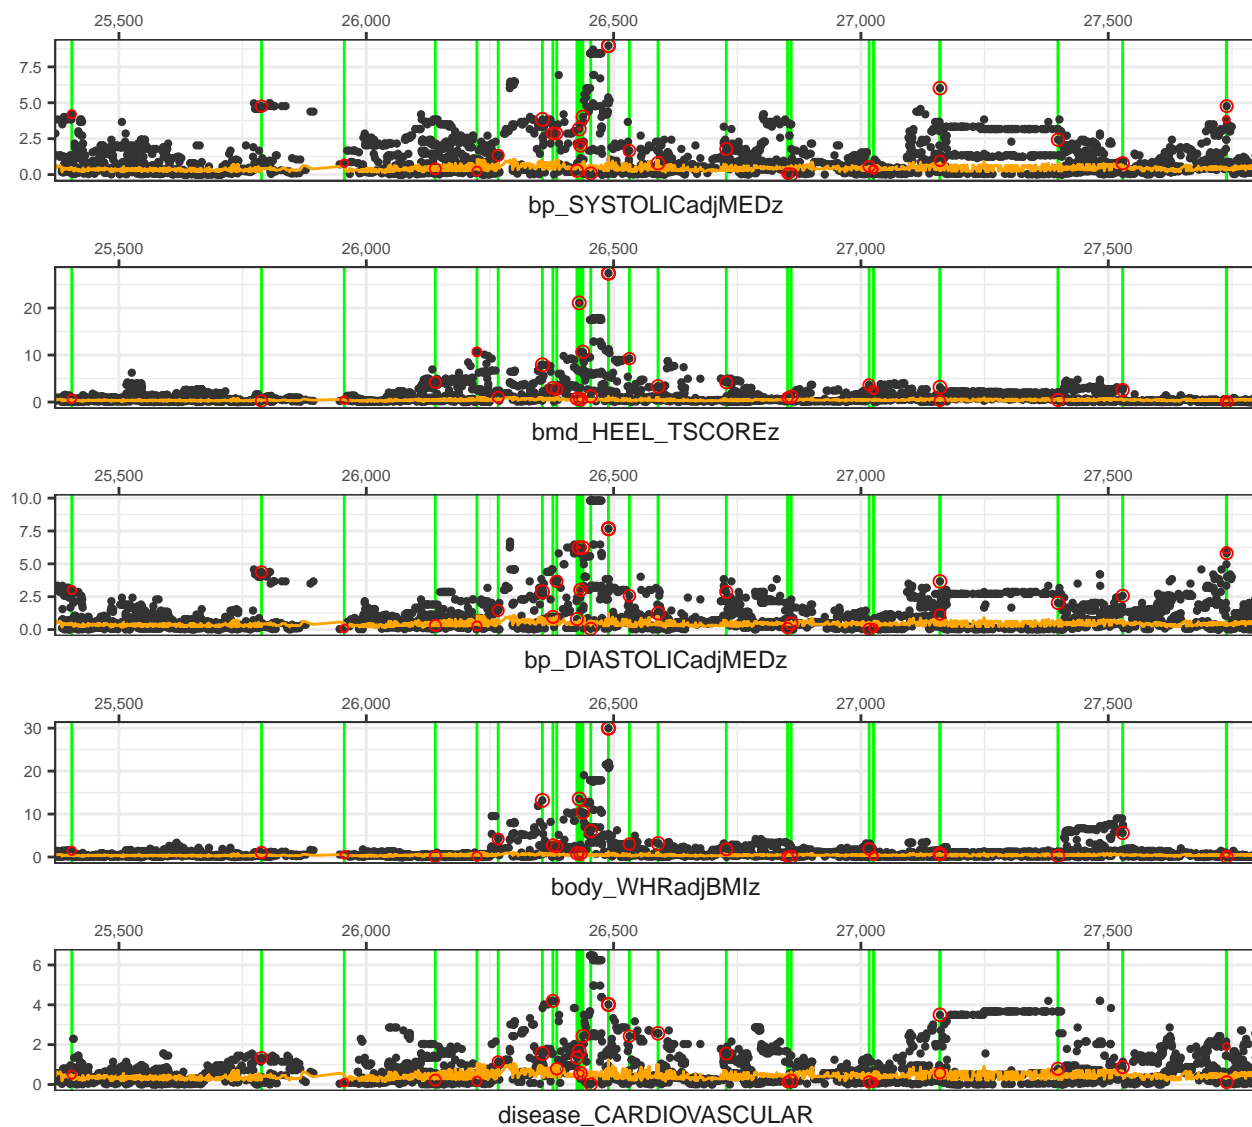 25,500 26,000 26,500 27,000 27,500
7.5
5.0
2.5
0.0
bp_SYSTOLICadjMEDz
25,500 26,000 26,500 27,000 27,500
20
10
0
bmd_HEEL_TSCOREz
25,500 26,000 26,500 27,000 27,500
10.0
7.5
5.0
2.5
0.0
bp_DIASTOLICadjMEDz
25,500 26,000 26,500 27,000 27,500
30
20
10
0
body_WHRadjBMIz
25,500 26,000 26,500 27,000 27,500
6
4
2
0
disease_CARDIOVASCULAR